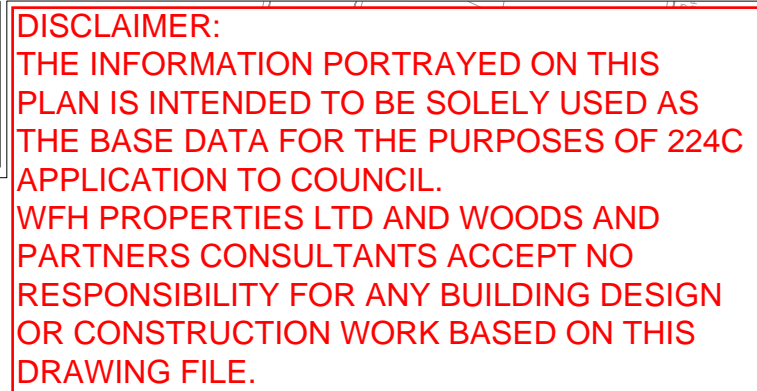 DISCLAIMER:
THE INFORMATION PORTRAYED ON THIS
PLAN IS INTENDED TO BE SOLELY USED AS
THE BASE DATA FOR THE PURPOSES OF 224C
APPLICATION TO COUNCIL.
WFH PROPERTIES LTD AND WOODS AND
PARTNERS CONSULTANTS ACCEPT NO
RESPONSIBILITY FOR ANY BUILDING DESIGN
OR CONSTRUCTION WORK BASED ON THIS
DRAWING FILE.